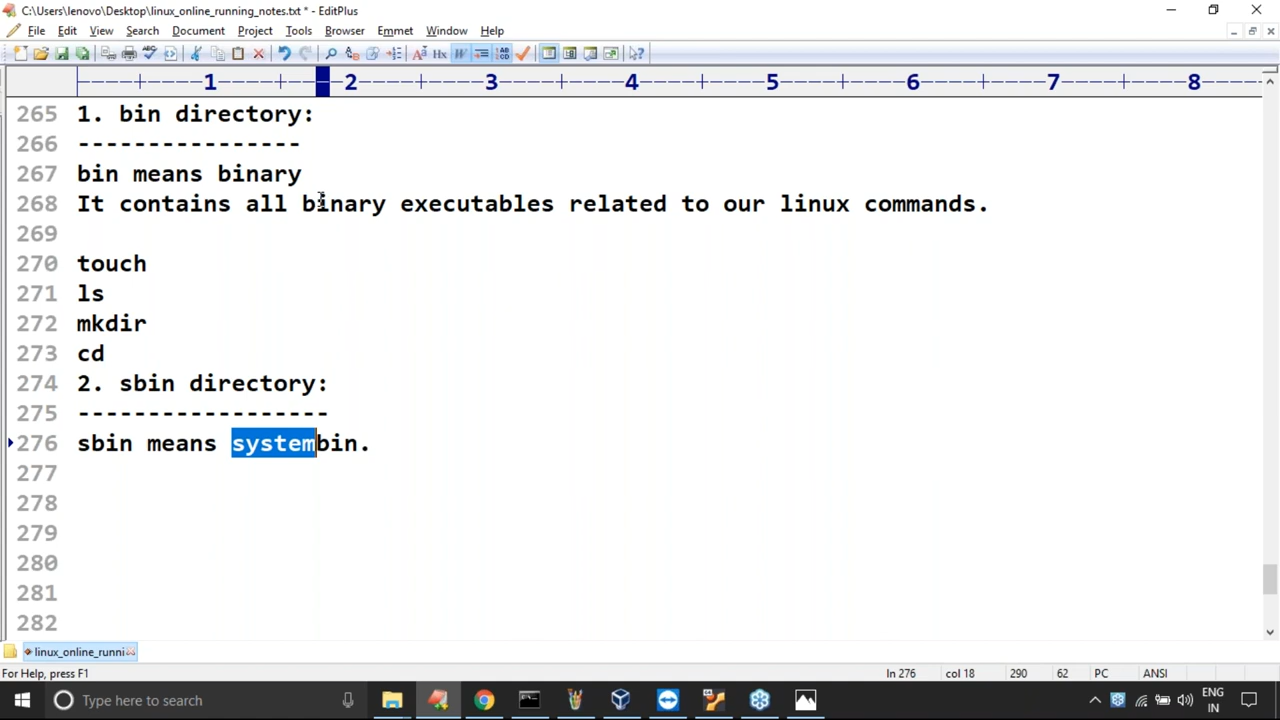 C:\Users\lenovo\Desktop\linux_online_running_notes.txt * - EditPlus
File Edit View Search Document Project Tools Browser Emmet Window Help
1 2 3 4 5 6 7 8
265 1. bin directory:
266 ----------------
267 bin means binary
268 It contains all binary executables related to our linux commands.
269
270 touch
271 ls
272 mkdir
273 cd
274 2. sbin directory:
275 ------------------
276 sbin means systembin.
277
278
279
280
281
282
linux_online_runni
For Help, press F1 ln 276 col 18 290 62 PC ANSI
Type here to search ENG
IN